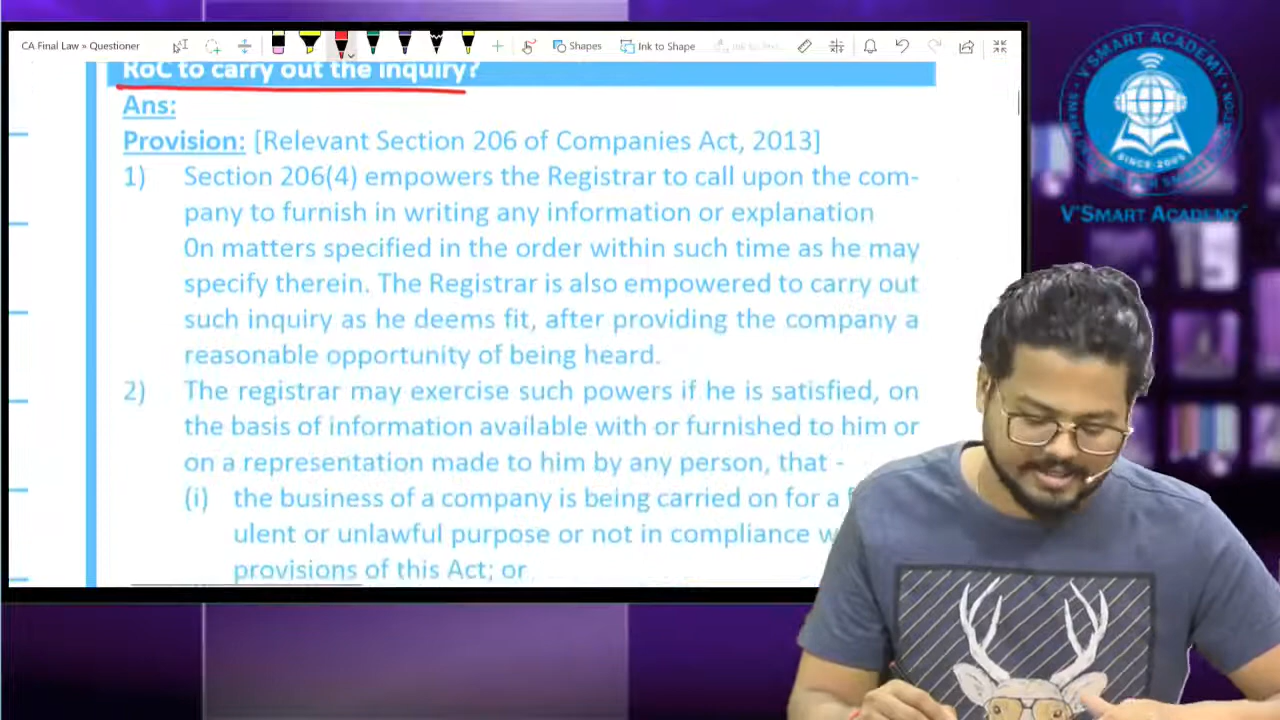 CA Final Law » Questioner
Shapes
Ink to Shape
RoC to carry out the inquiry?
Ans:
Provision: [Relevant Section 206 of Companies Act, 2013]
1) Section 206(4) empowers the Registrar to call upon the com-
pany to furnish in writing any information or explanation
0n matters specified in the order within such time as he may
specify therein. The Registrar is also empowered to carry out
such inquiry as he deems fit, after providing the company a
reasonable opportunity of being heard.
2) The registrar may exercise such powers if he is satisfied, on
the basis of information available with or furnished to him or
on a representation made to him by any person, that -
(i) the business of a company is being carried on for a
ulent or unlawful purpose or not in compliance
provisions of this Act; or
V'SMART ACADEMY
SINCE-2005
V'SMART ACADEMY